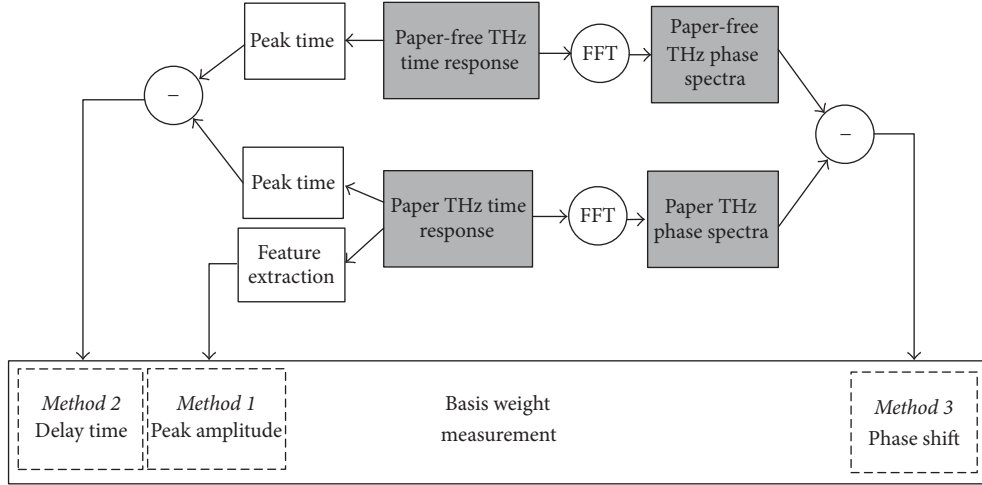 Peak time
Paper-free THz
time response
FFT
Paper-free
THz phase
spectra
−
−
Peak time
Paper THz time
response
FFT
Paper THz
phase spectra
Feature
extraction
Method 2
Delay time
Method 1
Peak amplitude
Basis weight
measurement
Method 3
Phase shift